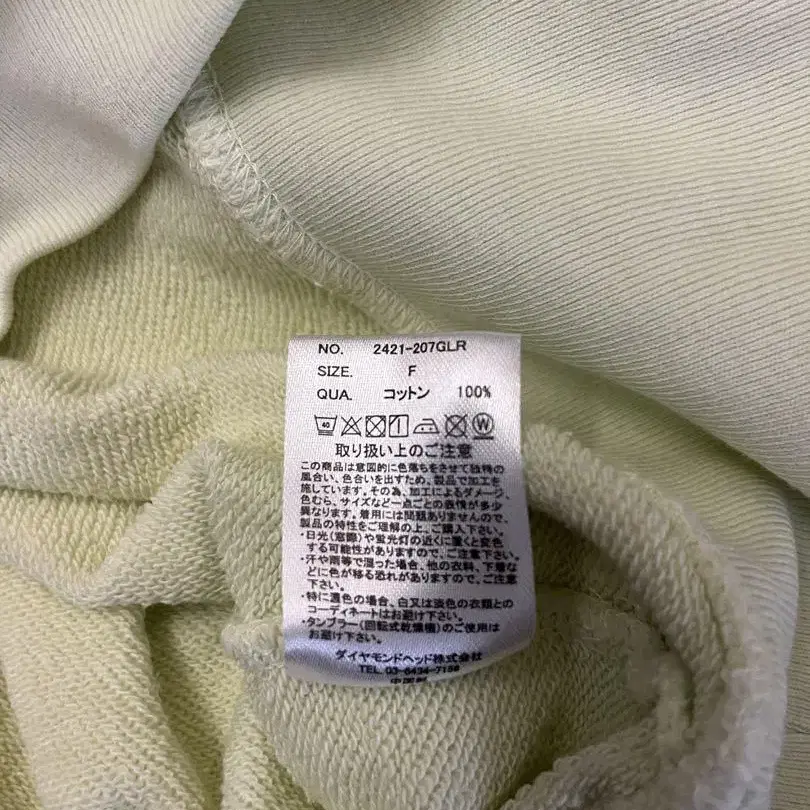 NO. 2421-207GLR
SIZE. F
QUA. コットン 100%
40
W
取り扱い上のご注意
この商品は意図的に色落ちをさせて独特の
風合い、色合いを出すため、製品で加工を
施しています。その為、加工によるダメージ、
色むら、サイズなど一点ごとの表情が多少
異なります。着用には問題ありませんので、
製品の特性をご理解の上、ご購入下さい。
・日光(窓際)や蛍光灯の近くに置くと変色
する可能性がありますので、ご注意下さい。
・汗や雨等で湿った場合、他の衣料、下着な
どに色が移る恐れがありますので、ご注意
下さい。
・特に濃色の場合、白又は淡色の衣類との
コーディネートはお避け下さい。
・タンブラー(回転式乾燥機)のご使用は
お避け下さい。
ダイヤモンドヘッド株式会社
TEL.03-6434-7156
中国製